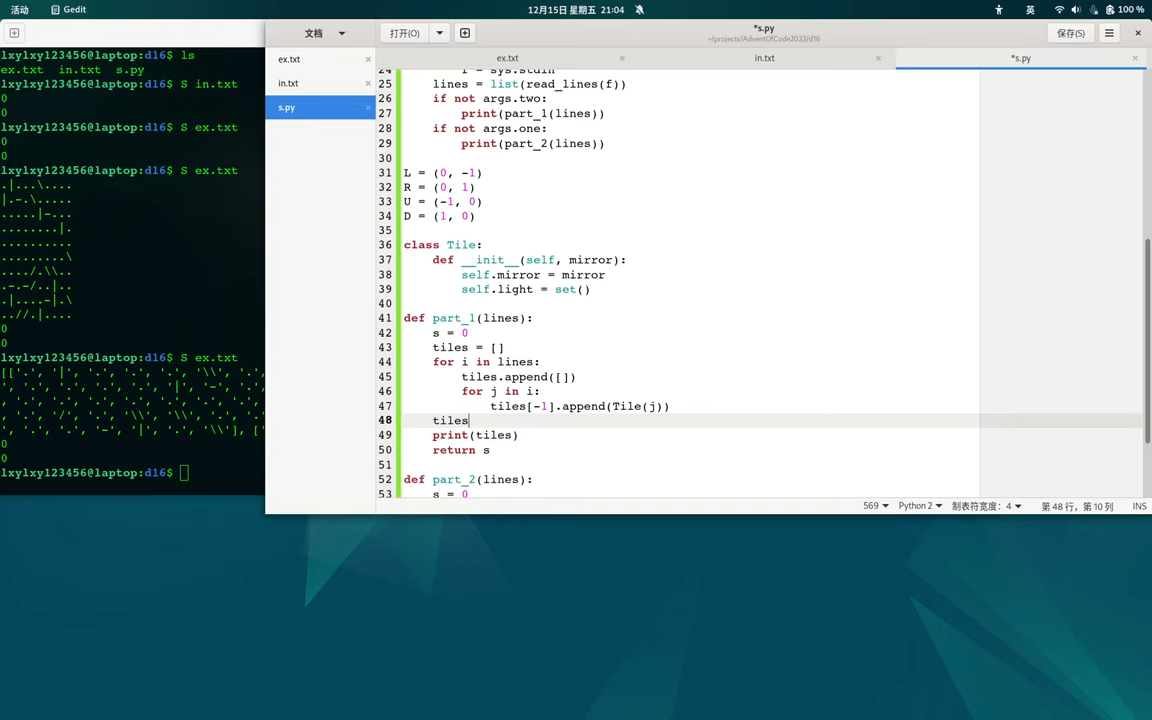 活动 Gedit 12月15日 星期五 21:04 英 100 %
文档 打开(O) *s.py 保存(S)
~/projects/AdventOfCode2023/d16
ex.txt in.txt *s.py
lxylxy123456@laptop:d16$ ls
ex.txt  in.txt  s.py
lxylxy123456@laptop:d16$ S in.txt
0
0
lxylxy123456@laptop:d16$ S ex.txt
0
0
lxylxy123456@laptop:d16$ S ex.txt
.|...\....
|.-.\.....
.....|-...
........|.
..........
.........\
..../.\\..
.-.-/..|..
.|....-|.\
..//.|....
0
0
lxylxy123456@laptop:d16$ S ex.txt
[['.', '|', '.', '.', '.', '\\', '.',
', '.', '.', '.', '.', '|', '-', '.'
, '.', '.', '.', '.', '.', '.', '.',
.', '/', '.', '\\', '\\', '.', '.'
', '.', '.', '-', '|', '.', '\\'], ['
0
0
lxylxy123456@laptop:d16$
ex.txt
in.txt
s.py
24 f = sys.stdin
25 lines = list(read_lines(f))
26 if not args.two:
27 print(part_1(lines))
28 if not args.one:
29 print(part_2(lines))
30
31 L = (0, -1)
32 R = (0, 1)
33 U = (-1, 0)
34 D = (1, 0)
35
36 class Tile:
37 def __init__(self, mirror):
38 self.mirror = mirror
39 self.light = set()
40
41 def part_1(lines):
42 s = 0
43 tiles = []
44 for i in lines:
45 tiles.append([])
46 for j in i:
47 tiles[-1].append(Tile(j))
48 tiles
49 print(tiles)
50 return s
51
52 def part_2(lines):
53 s = 0
569 Python 2 制表符宽度：4 第 48 行，第 10 列 INS